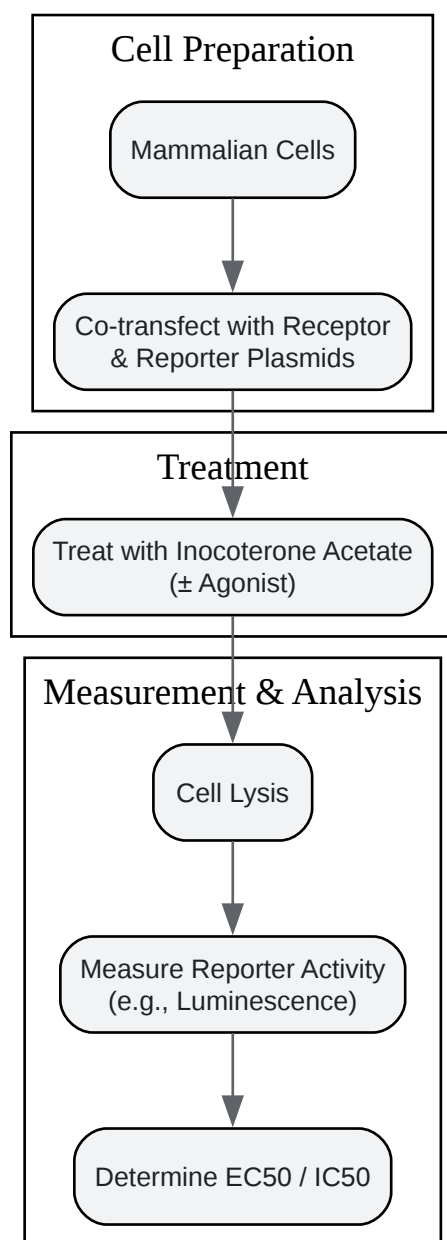 Cell Preparation
Mammalian Cells
Co-transfect with Receptor
& Reporter Plasmids
Treatment
Treat with Inocoterone Acetate
(± Agonist)
Measurement & Analysis
Cell Lysis
Measure Reporter Activity
(e.g., Luminescence)
Determine EC50 / IC50